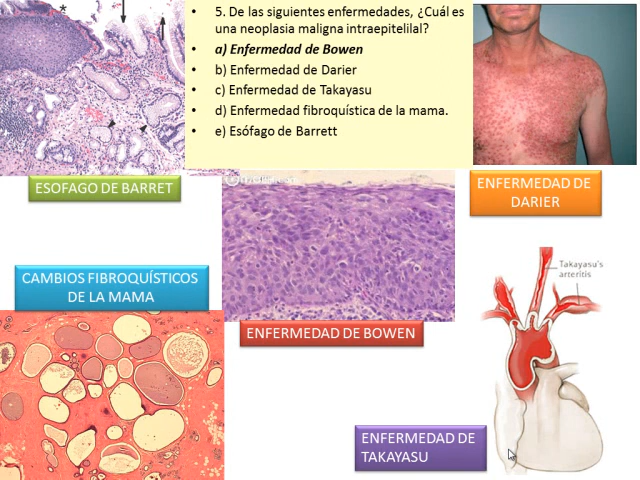 5. De las siguientes enfermedades, ¿Cuál es
una neoplasia maligna intraepitelilal?
a) Enfermedad de Bowen
b) Enfermedad de Darier
c) Enfermedad de Takayasu
d) Enfermedad fibroquística de la mama.
e) Esófago de Barrett
ESOFAGO DE BARRET
ENFERMEDAD DE
DARIER
CAMBIOS FIBROQUÍSTICOS
DE LA MAMA
ENFERMEDAD DE BOWEN
Takayasu's
arteritis
ENFERMEDAD DE
TAKAYASU